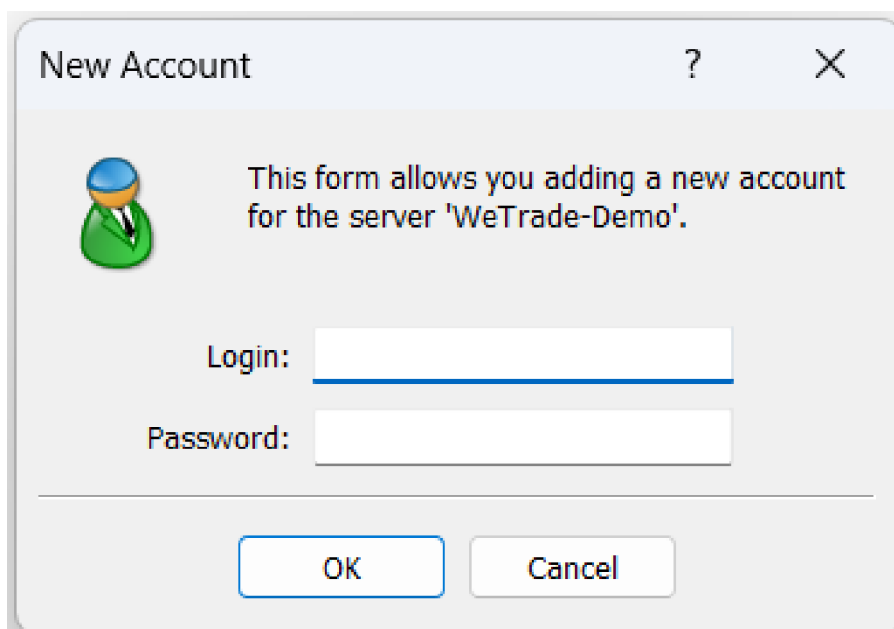 New Account ?
This form allows you adding a new account
for the server 'WeTrade-Demo'.
Login:
Password:
OK Cancel